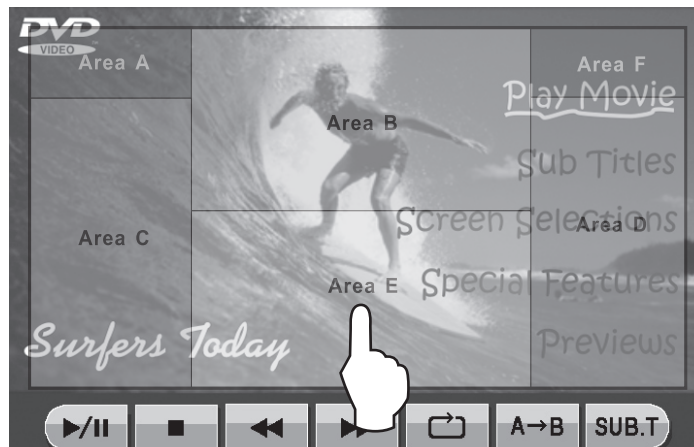 DVD
VIDEO
Area A
Area F
Play Movie
Area B
Sub Titles
Screen Selections
Area C
Area D
Area E
Special Features
Surfers Today
Previews
A→B
SUB.T